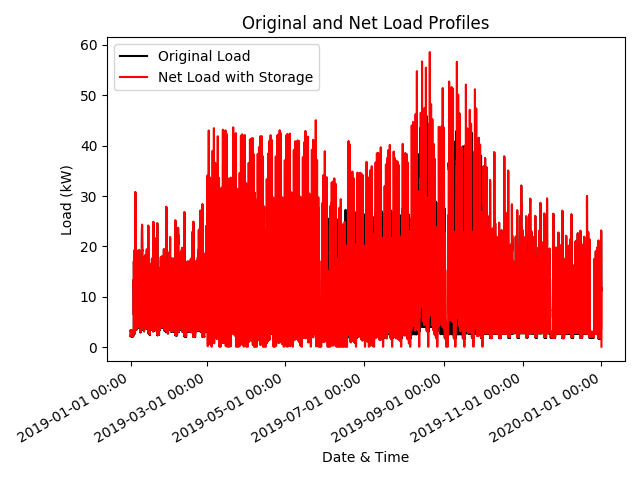 Original and Net Load Profiles
Original Load
Net Load with Storage
60
50
40
30
20
10
0
Load (kW)
2019-01-01 00:00
2019-03-01 00:00
2019-05-01 00:00
2019-07-01 00:00
2019-09-01 00:00
2019-11-01 00:00
2020-01-01 00:00
Date & Time